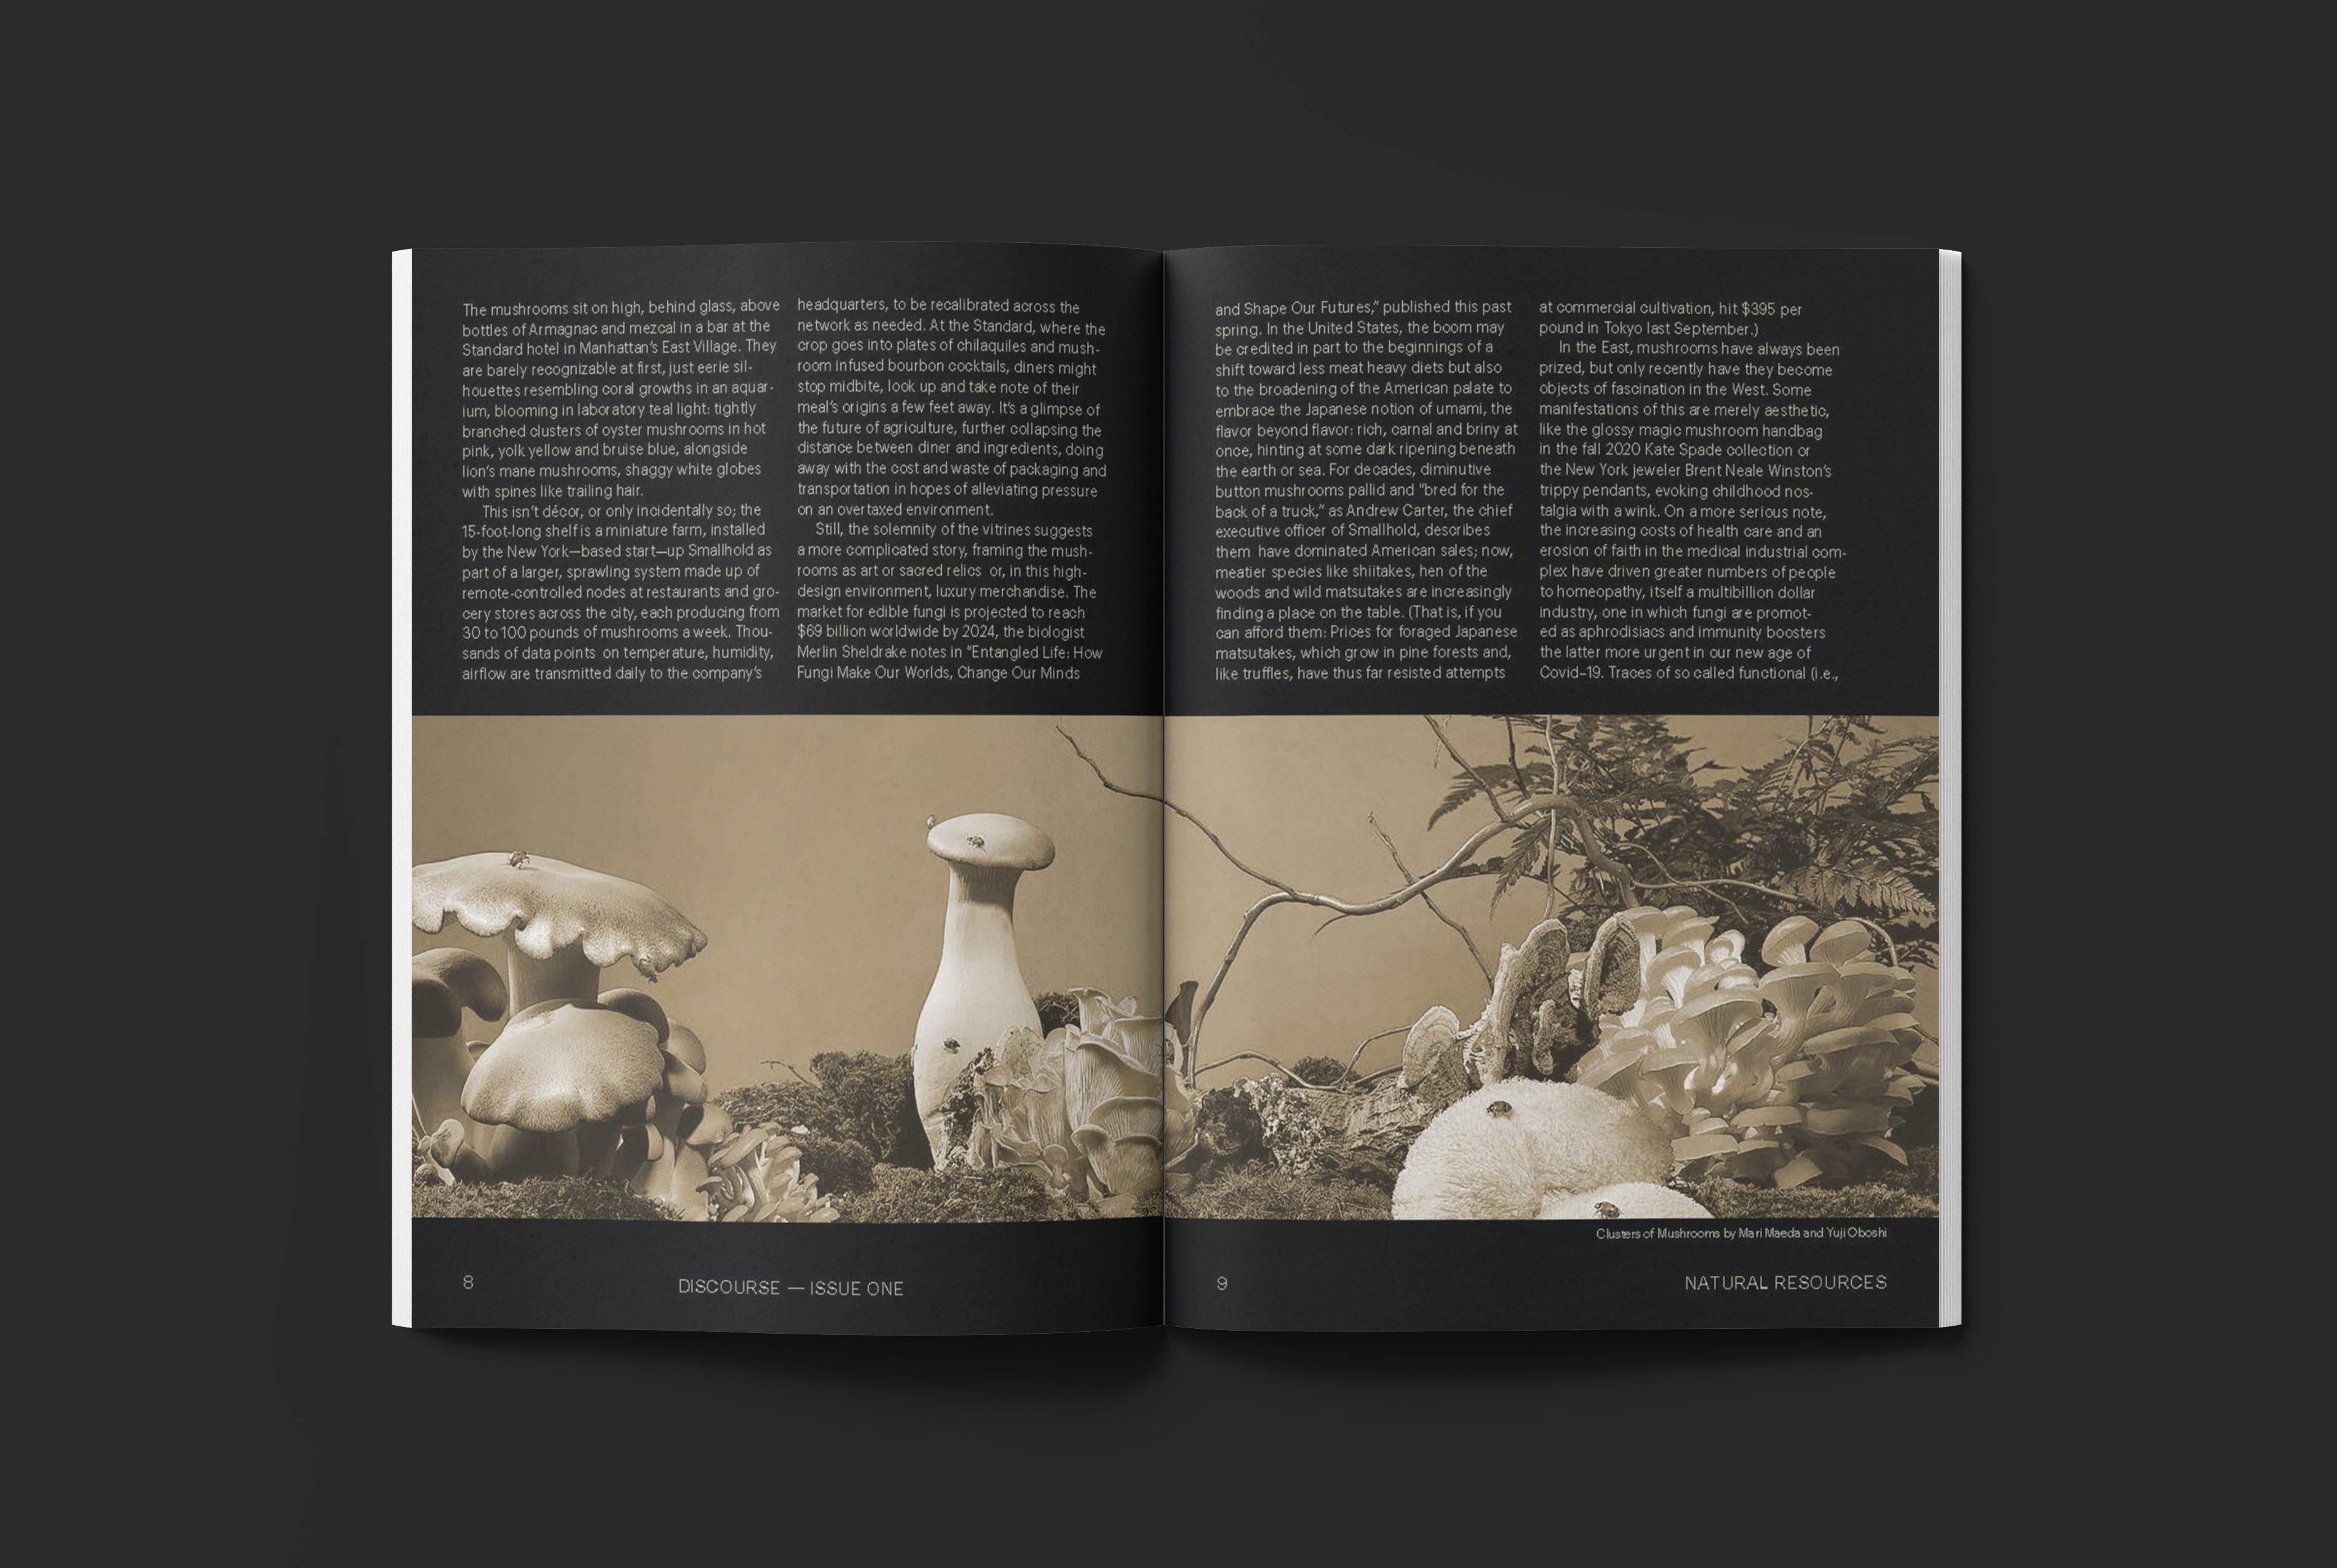 The mushrooms sit on high, behind glass, above
bottles of Armagnac and mezcal in a bar at the
Standard hotel in Manhattan's East Village. They
are barely recognizable at first, just eerie sil-
houettes resembling coral growths in an aquar-
ium, blooming in laboratory teal light: tightly
branched clusters of oyster mushrooms in hot
pink, yolk yellow and bruise blue, alongside
lion's mane mushrooms, shaggy white globes
with spines like trailing hair.
This isn't décor, or only incidentally so; the
15-foot-long shelf is a miniature farm, installed
by the New York—based start—up Smallhold as
part of a larger, sprawling system made up of
remote-controlled nodes at restaurants and gro-
cery stores across the city, each producing from
30 to 100 pounds of mushrooms a week. Thou-
sands of data points on temperature, humidity,
airflow are transmitted daily to the company's
headquarters, to be recalibrated across the
network as needed. At the Standard, where the
crop goes into plates of chilaquiles and mush-
room infused bourbon cocktails, diners might
stop midbite, look up and take note of their
meal's origins a few feet away. It's a glimpse of
the future of agriculture, further collapsing the
distance between diner and ingredients, doing
away with the cost and waste of packaging and
transportation in hopes of alleviating pressure
on an overtaxed environment.
Still, the solemnity of the vitrines suggests
a more complicated story, framing the mush-
rooms as art or sacred relics or, in this high-
design environment, luxury merchandise. The
market for edible fungi is projected to reach
$69 billion worldwide by 2024, the biologist
Merlin Sheldrake notes in "Entangled Life: How
Fungi Make Our Worlds, Change Our Minds
and Shape Our Futures," published this past
spring. In the United States, the boom may
be credited in part to the beginnings of a
shift toward less meat heavy diets but also
to the broadening of the American palate to
embrace the Japanese notion of umami, the
flavor beyond flavor: rich, carnal and briny at
once, hinting at some dark ripening beneath
the earth or sea. For decades, diminutive
button mushrooms pallid and "bred for the
back of a truck," as Andrew Carter, the chief
executive officer of Smallhold, describes
them have dominated American sales; now,
meatier species like shiitakes, hen of the
woods and wild matsutakes are increasingly
finding a place on the table. (That is, if you
can afford them: Prices for foraged Japanese
matsutakes, which grow in pine forests and,
like truffles, have thus far resisted attempts
at commercial cultivation, hit $395 per
pound in Tokyo last September.)
In the East, mushrooms have always been
prized, but only recently have they become
objects of fascination in the West. Some
manifestations of this are merely aesthetic,
like the glossy magic mushroom handbag
in the fall 2020 Kate Spade collection or
the New York jeweler Brent Neale Winston's
trippy pendants, evoking childhood nos-
talgia with a wink. On a more serious note,
the increasing costs of health care and an
erosion of faith in the medical industrial com-
plex have driven greater numbers of people
to homeopathy, itself a multibillion dollar
industry, one in which fungi are promot-
ed as aphrodisiacs and immunity boosters
the latter more urgent in our new age of
Covid-19. Traces of so called functional (i.e.,
Clusters of Mushrooms by Mari Maeda and Yuji Oboshi
8
DISCOURSE — ISSUE ONE
9
NATURAL RESOURCES